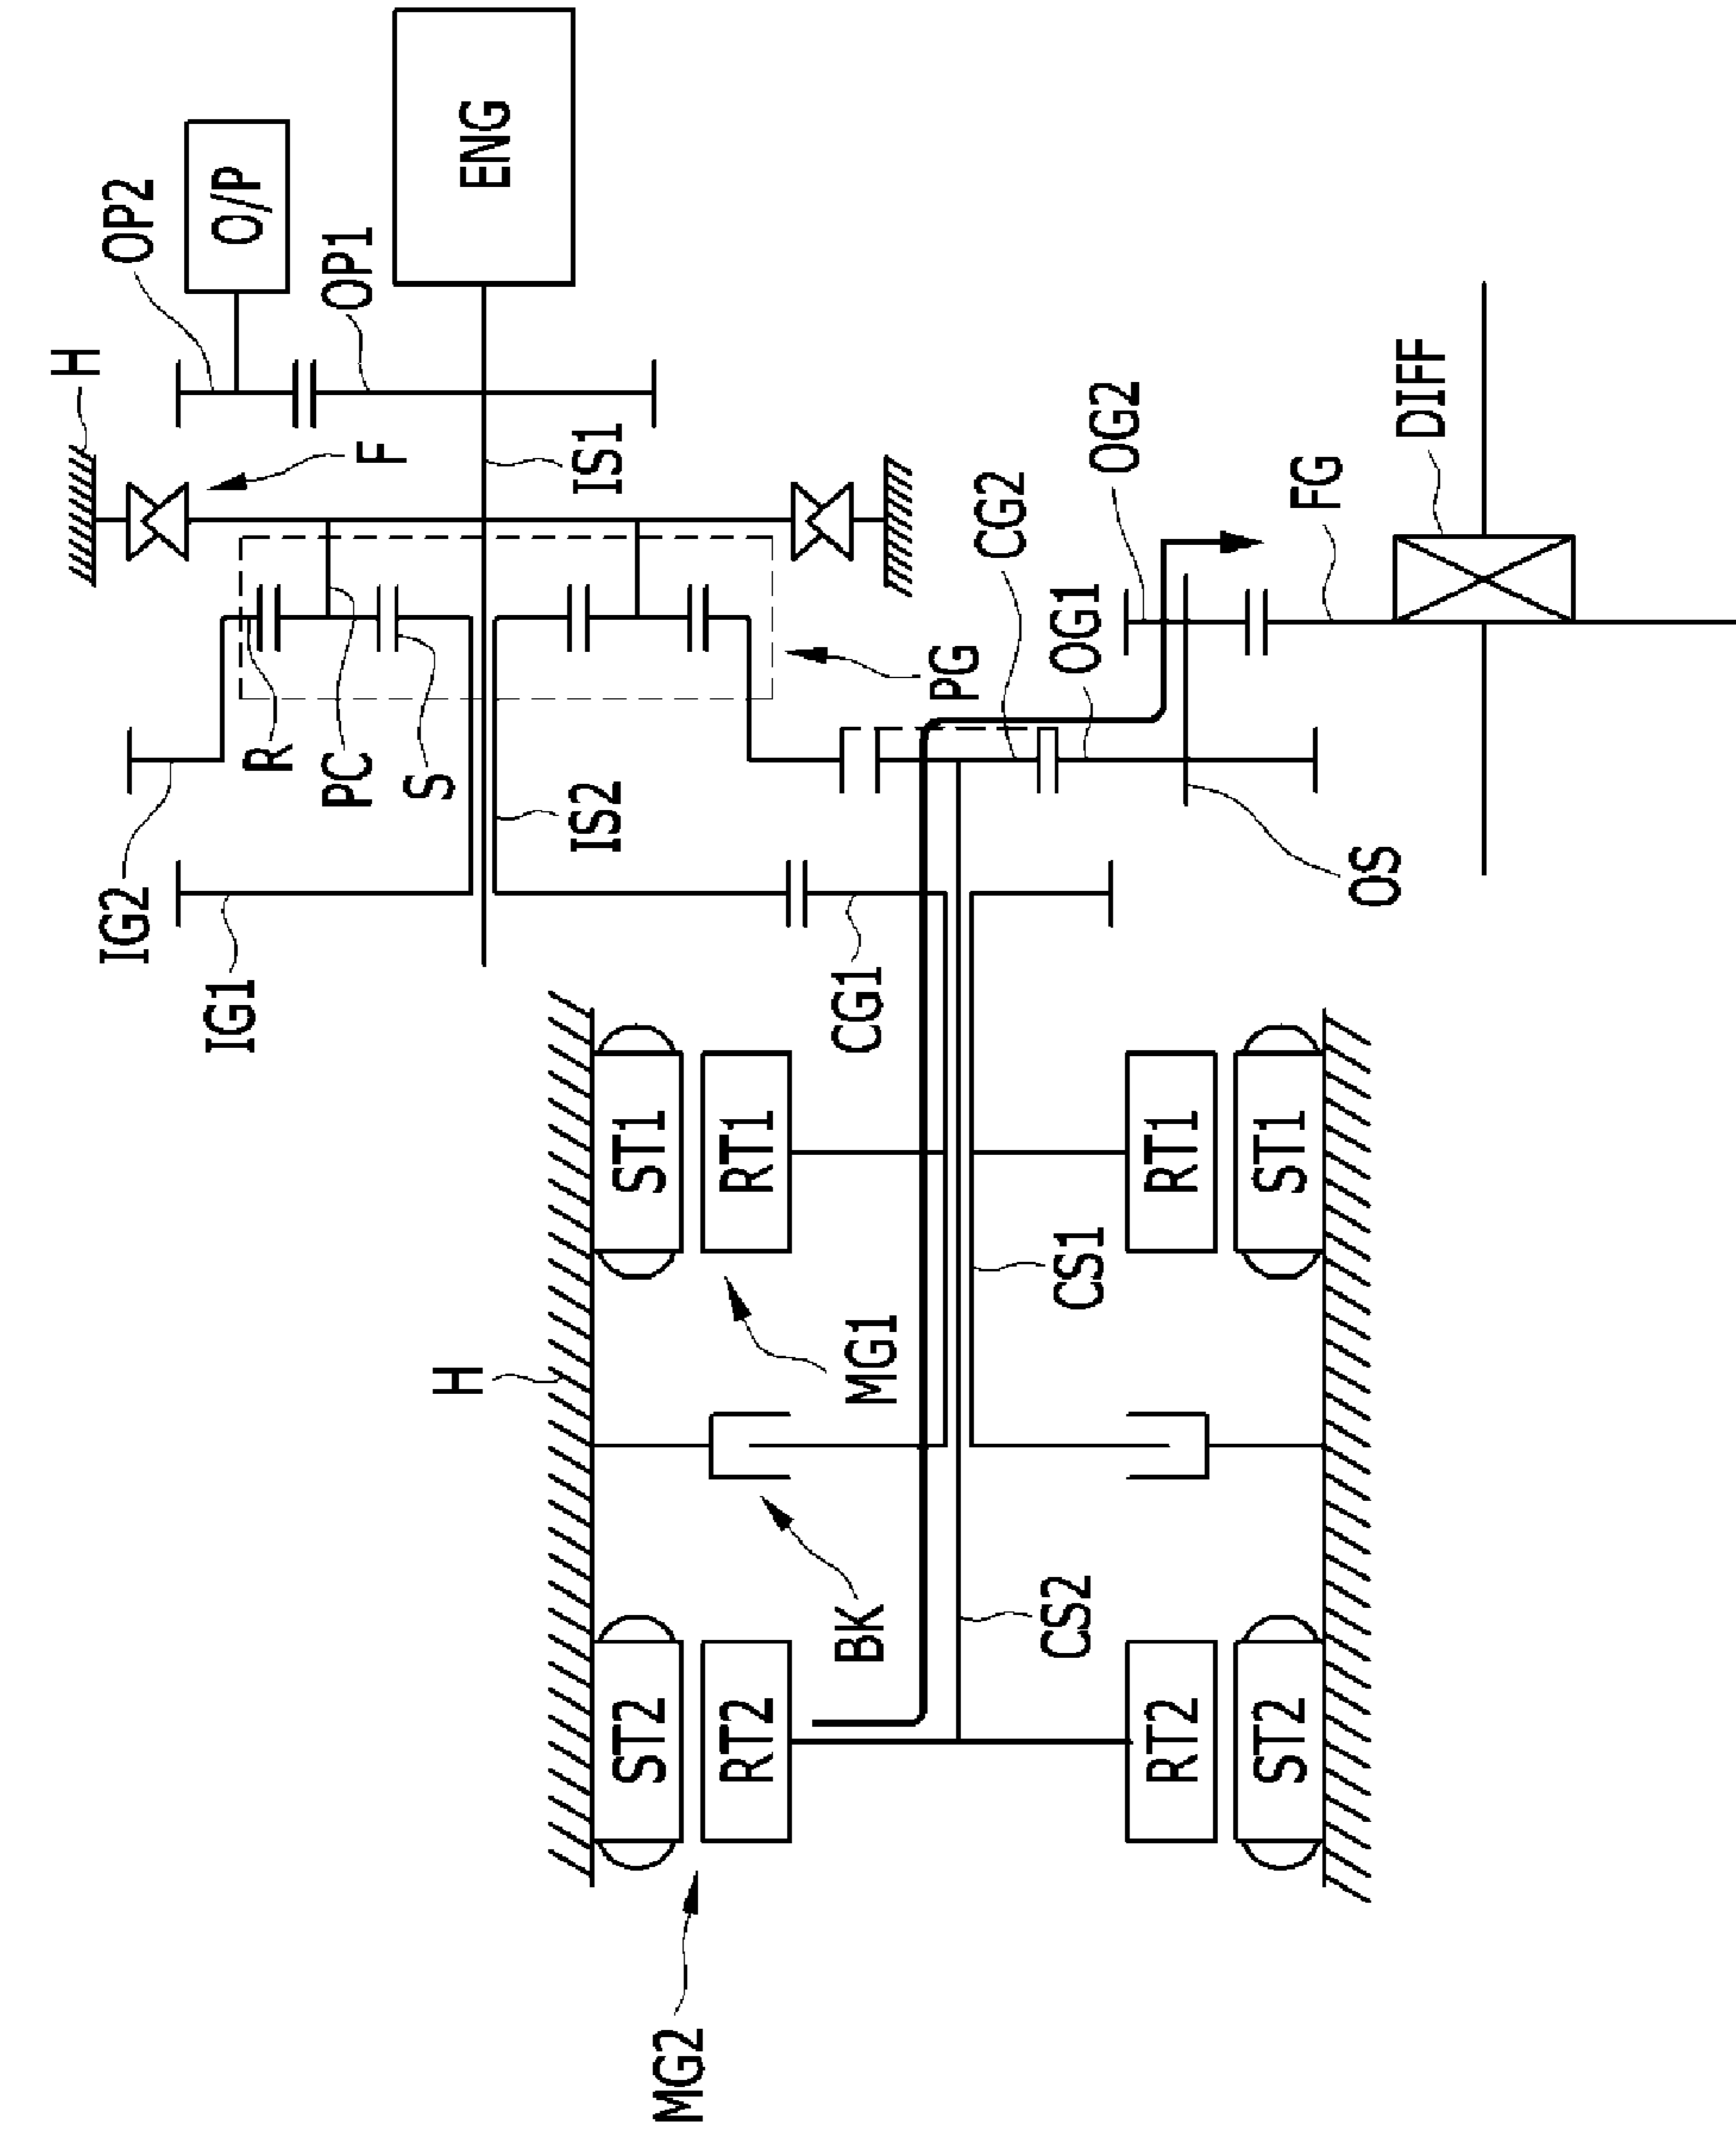 H
OP2
O/P
OP1
ENG
F
IS1
OG2
CG2
DIFF
FG
OG1
PG
R
PC
S
IS2
IG2
IG1
OS
CG1
ST1
RT1
RT1
ST1
CS1
H
MG1
BK
CS2
ST2
RT2
RT2
ST2
MG2